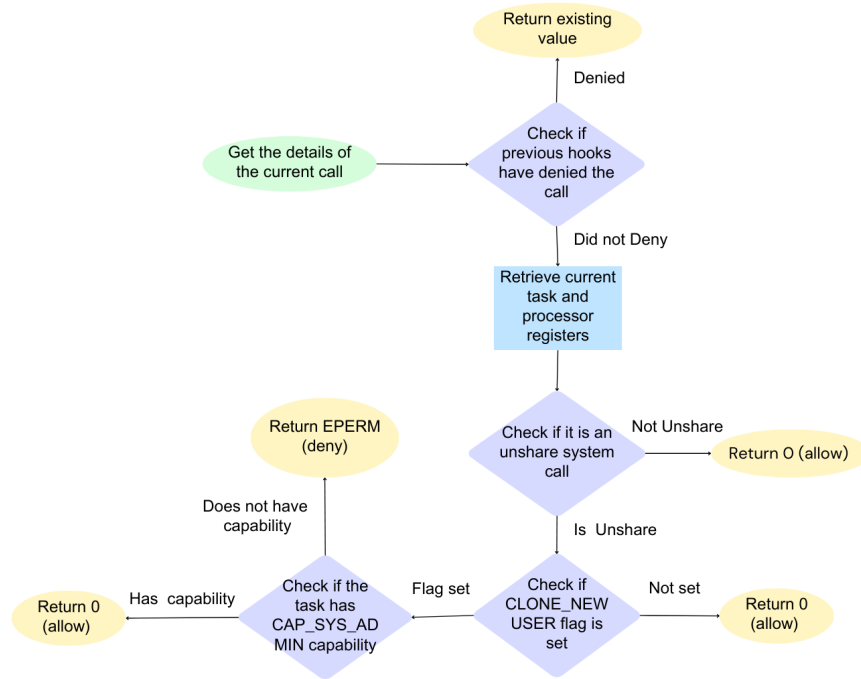 Return existing
value
Denied
Check if
previous hooks
have denied the
call
Get the details of
the current call
Did not Deny
Retrieve current
task and
processor
registers
Check if it is an
unshare system
call
Not Unshare
Return O (allow)
Return EPERM
(deny)
Does not have
capability
Is Unshare
Check if
CLONE_NEW
USER flag is
set
Not set
Return 0
(allow)
Flag set
Check if the
task has
CAP_SYS_AD
MIN capability
Has capability
Return 0
(allow)